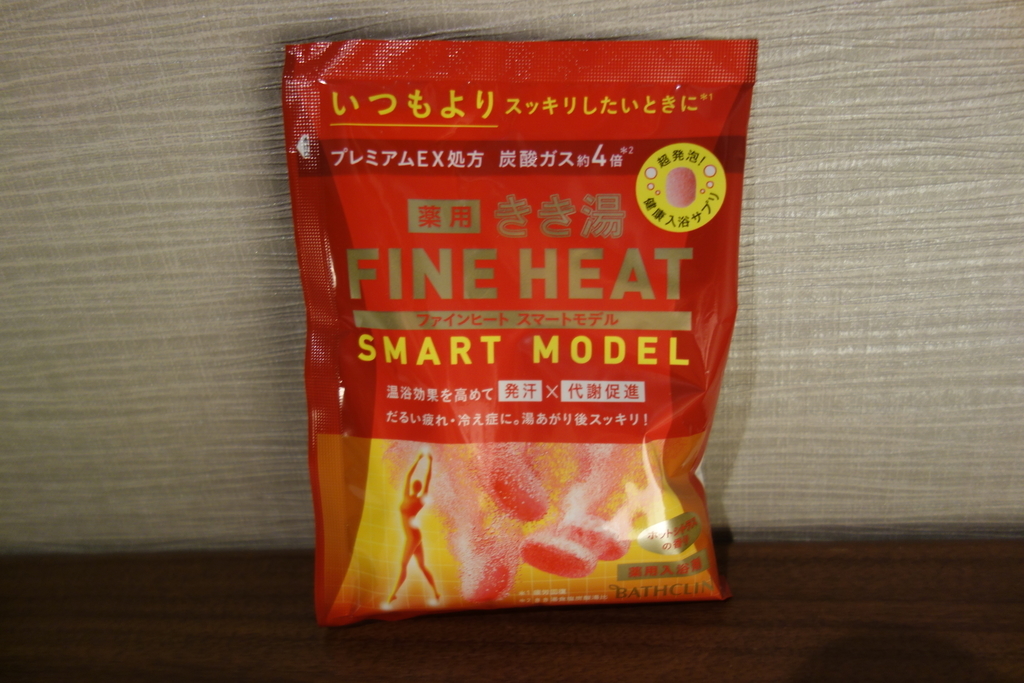 いつもより スッキリしたいときに*1
プレミアムEX処方 炭酸ガス約4倍*2
超発泡!
健康入浴サプリ
薬用 きき湯
FINE HEAT
ファインヒート スマートモデル
SMART MODEL
温浴効果を高めて 発汗×代謝促進
だるい疲れ・冷え症に。湯あがり後スッキリ!
の香り
薬用入浴剤
BATHCLIN